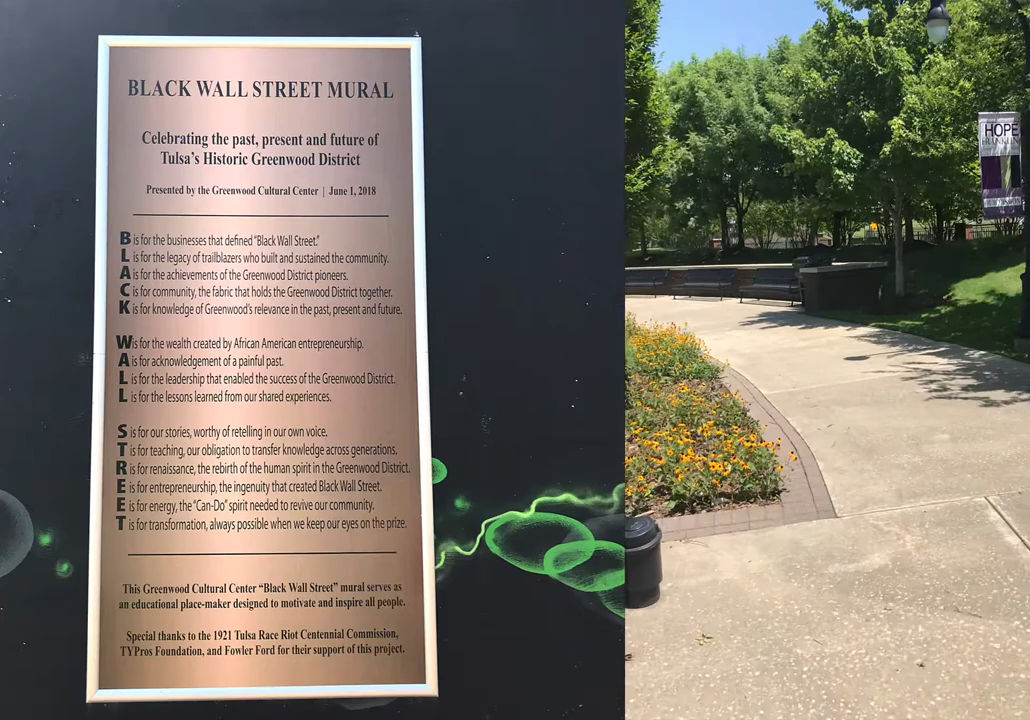 BLACK WALL STREET MURAL
Celebrating the past, present and future of
Tulsa's Historic Greenwood District
Presented by the Greenwood Cultural Center | June 1, 2018
B is for the businesses that defined "Black Wall Street."
L is for the legacy of trailblazers who built and sustained the community.
A is for the achievements of the Greenwood District pioneers.
C is for community, the fabric that holds the Greenwood District together.
K is for knowledge of Greenwood's relevance in the past, present and future.
W is for the wealth created by African American entrepreneurship.
A is for acknowledgement of a painful past.
L is for the leadership that enabled the success of the Greenwood District.
L is for the lessons learned from our shared experiences.
S is for our stories, worthy of retelling in our own voice.
T is for teaching, our obligation to transfer knowledge across generations.
R is for renaissance, the rebirth of the human spirit in the Greenwood District.
E is for entrepreneurship, the ingenuity that created Black Wall Street.
E is for energy, the "Can-Do" spirit needed to revive our community.
T is for transformation, always possible when we keep our eyes on the prize.
This Greenwood Cultural Center "Black Wall Street" mural serves as
an educational place-maker designed to motivate and inspire all people.
Special thanks to the 1921 Tulsa Race Riot Centennial Commission,
TYPros Foundation, and Fowler Ford for their support of this project.
HOPE
FRANKLIN